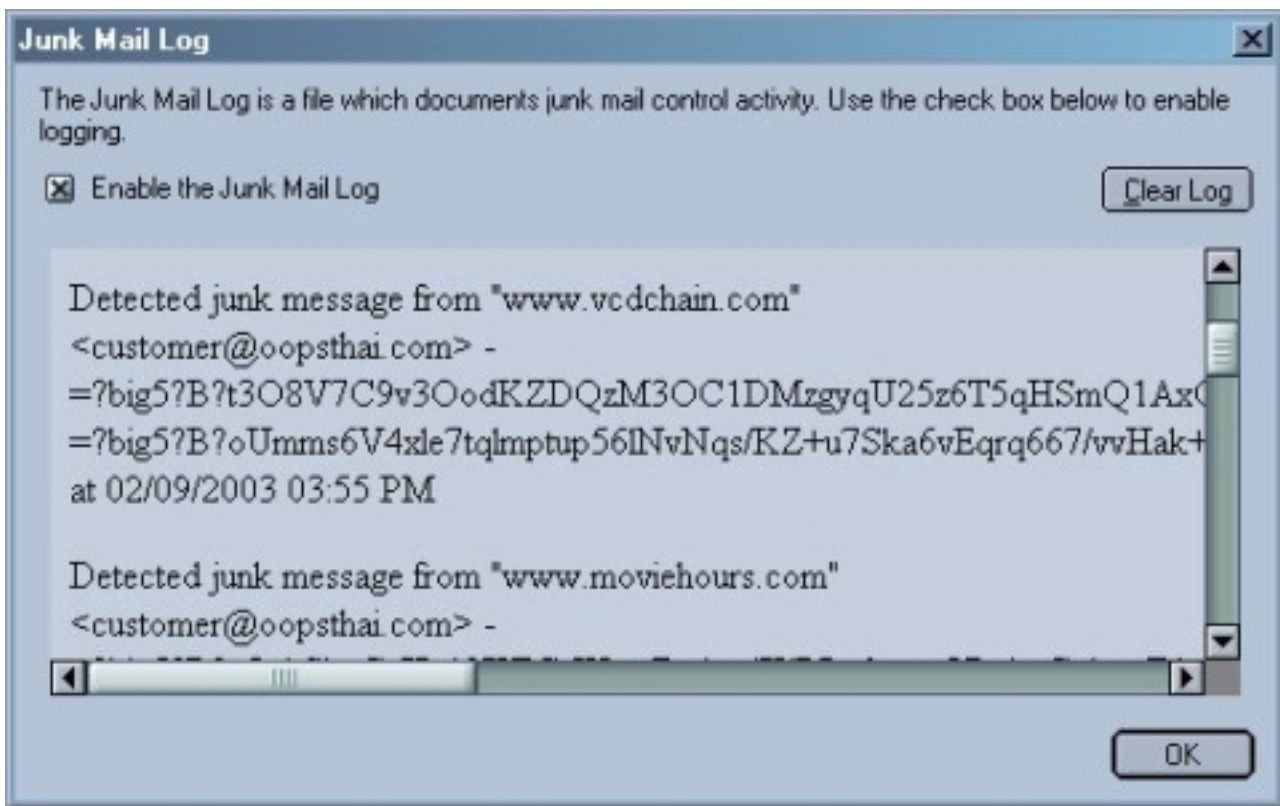 Junk Mail Log
The Junk Mail Log is a file which documents junk mail control activity. Use the check box below to enable
logging.
Enable the Junk Mail Log
Clear Log
Detected junk message from "www.vcdchain.com"
<customer@oopsthai.com> -
=?big5?B?t3O8V7C9v3OodKZDQzM3OC1DMzgyqU25z6T5qHSmQ1Ax
=?big5?B?oUmms6V4xle7tqlmptup56lNvNqs/KZ+u7Ska6vEqrq667/vvHak+
at 02/09/2003 03:55 PM
Detected junk message from "www.moviehours.com"
<customer@oopsthai.com> -
OK